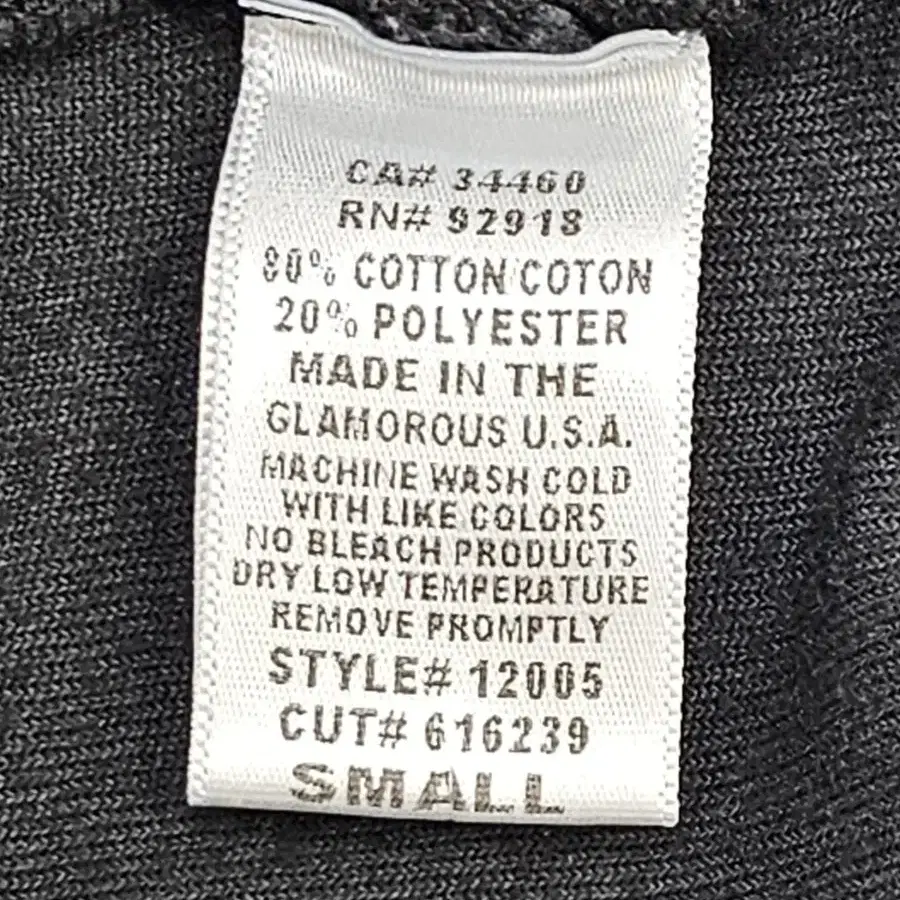 CA# 34460
RN# 92918
80% COTTON/COTON
20% POLYESTER
MADE IN THE
GLAMOROUS U.S.A.
MACHINE WASH COLD
WITH LIKE COLORS
NO BLEACH PRODUCTS
DRY LOW TEMPERATURE
REMOVE PROMPTLY
STYLE# 12005
CUT# 616239
SMALL